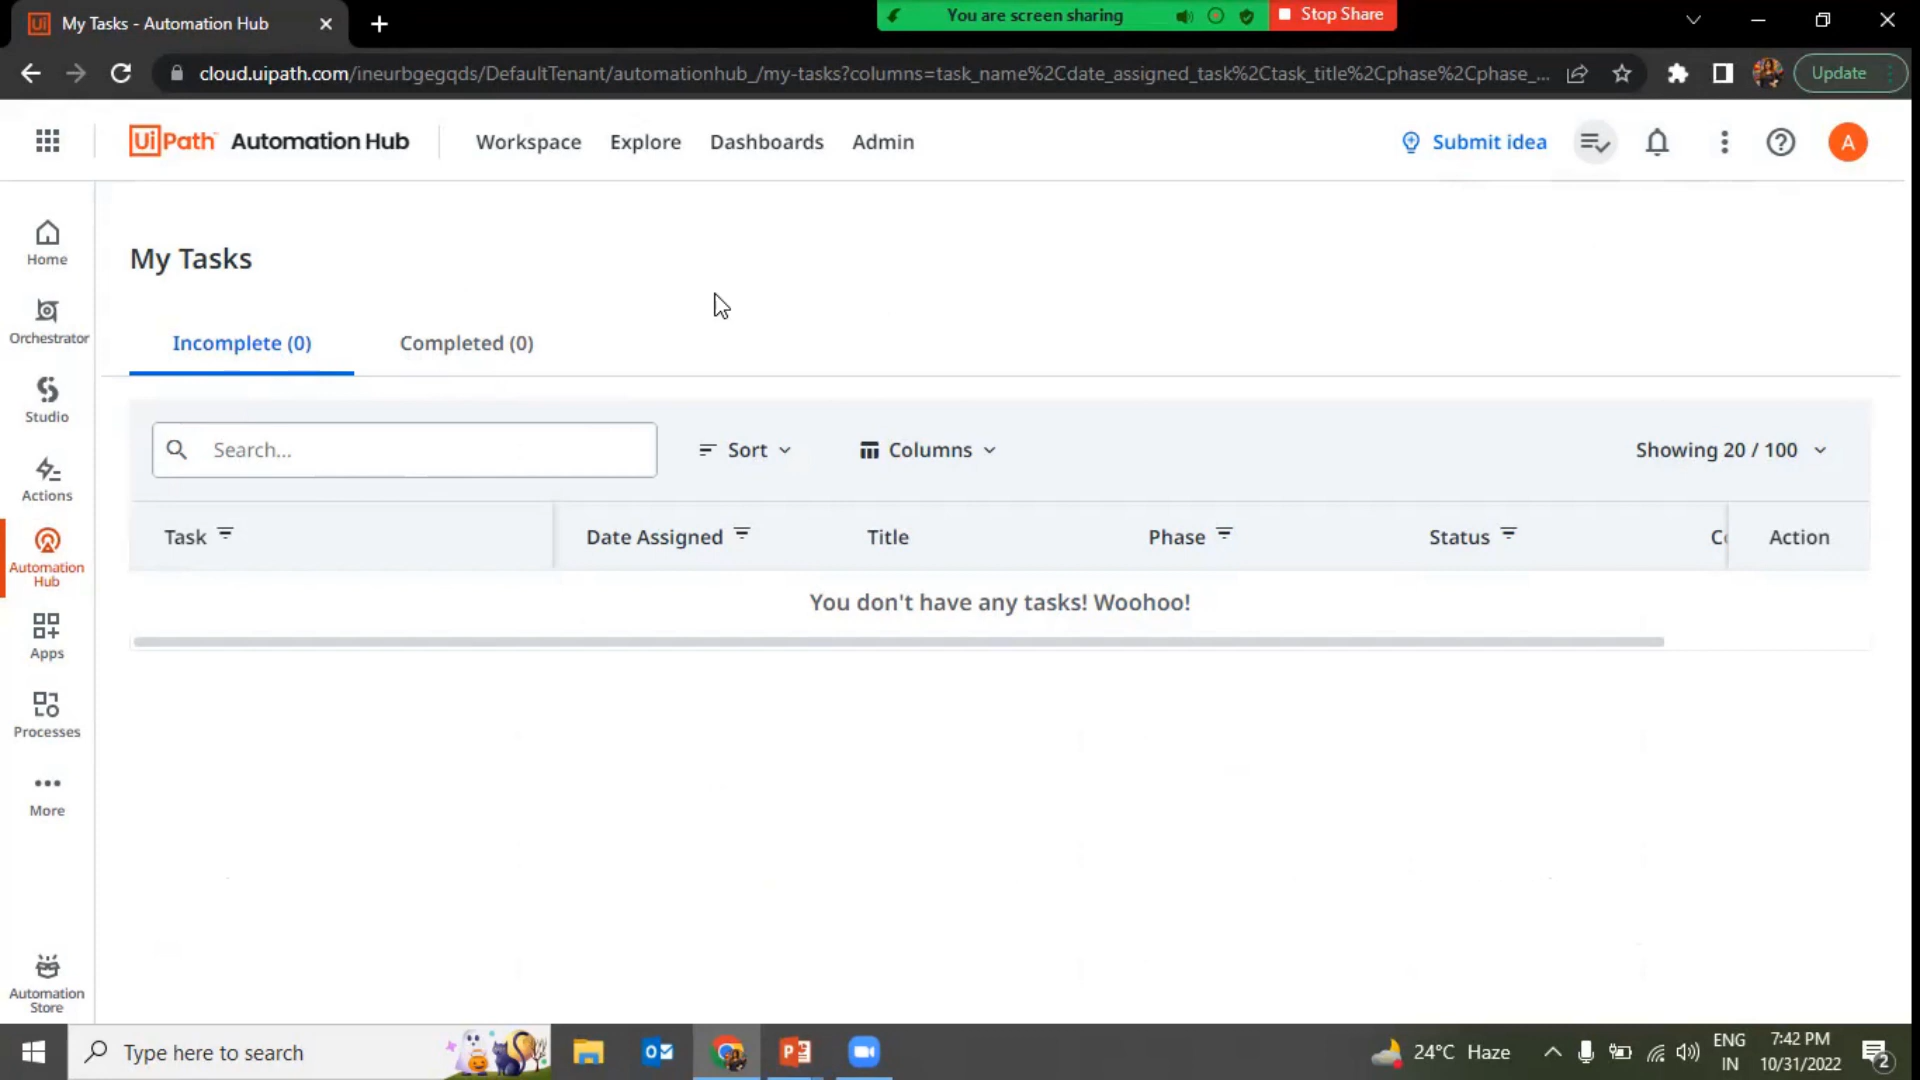 My Tasks - Automation Hub
You are screen sharing
Stop Share
cloud.uipath.com/ineurbgegqds/DefaultTenant/automationhub_/my-tasks?columns=task_name%2Cdate_assigned_task%2Ctask_title%2Cphase%2Cphase_...
Update
UiPath Automation Hub
Workspace
Explore
Dashboards
Admin
Submit idea
A
Home
Orchestrator
Studio
Actions
Automation
Hub
Apps
Processes
More
Automation
Store
My Tasks
Incomplete (0)
Completed (0)
Search...
Sort
Columns
Showing 20 / 100
Task
Date Assigned
Title
Phase
Status
Action
You don't have any tasks! Woohoo!
Type here to search
24°C Haze
ENG
IN
7:42 PM
10/31/2022
2